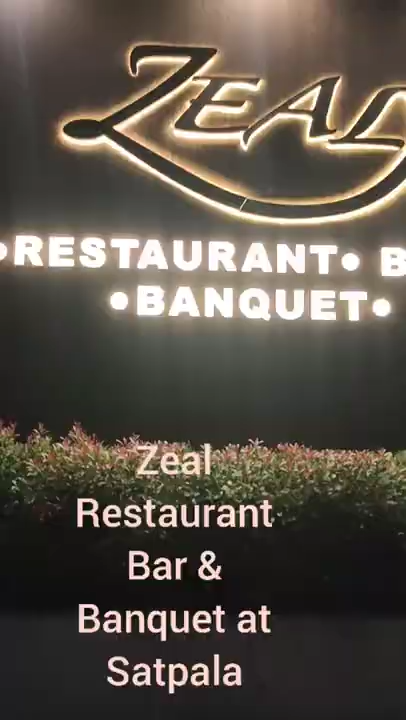 ZEAL
•RESTAURANT• B
•BANQUET•
Zeal
Restaurant
Bar &
Banquet at
Satpala